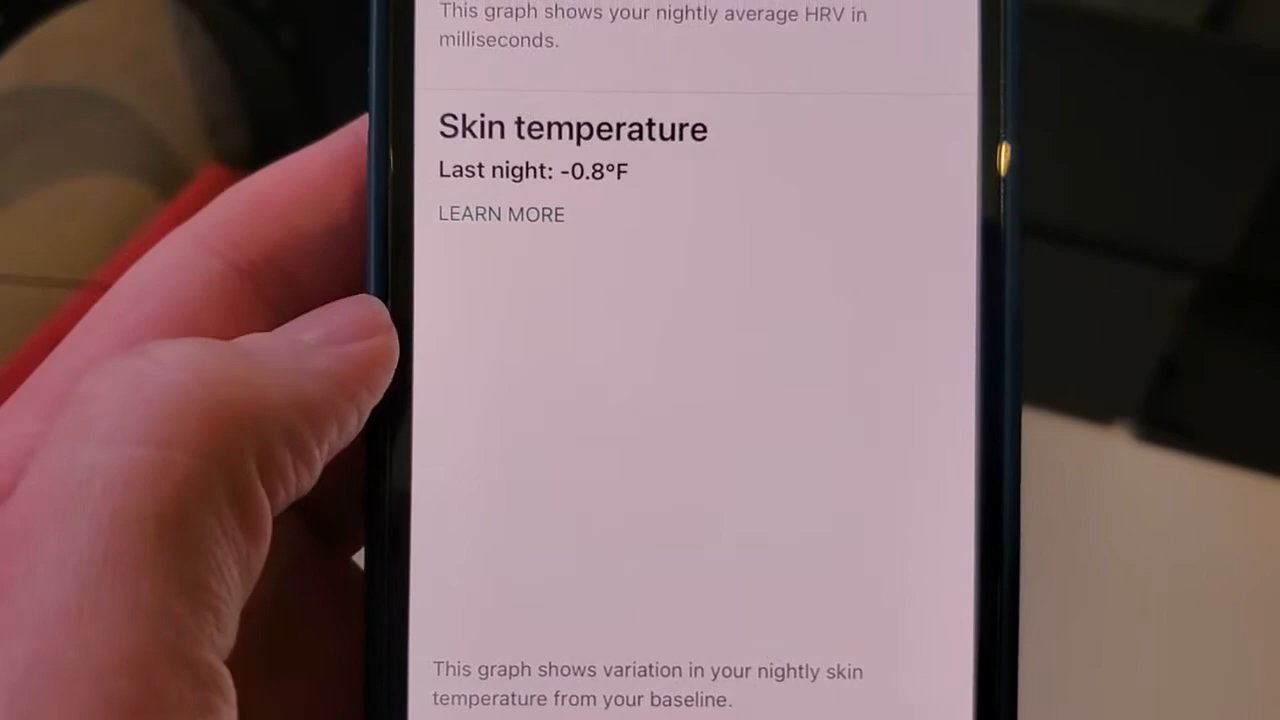 This graph shows your nightly average HRV in
milliseconds.
Skin temperature
Last night: -0.8°F
LEARN MORE
This graph shows variation in your nightly skin
temperature from your baseline.